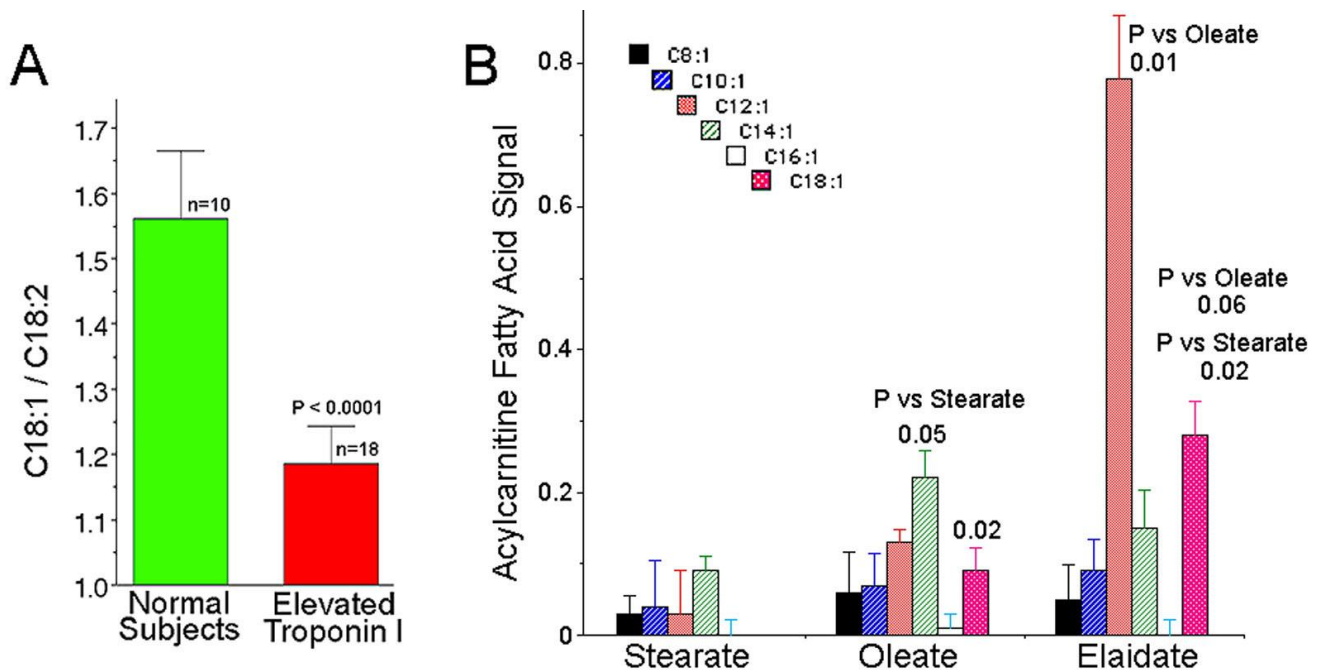 A
C18:1 / C18:2
1.7
1.6
1.5
1.4
1.3
1.2
1.1
1.0
n=10
P < 0.0001
n=18
Normal
Subjects
Elevated
Troponin I
B
Acylcarnitine Fatty Acid Signal
0.8
0.6
0.4
0.2
0
C8:1
C10:1
C12:1
C14:1
C16:1
C18:1
P vs Stearate
0.05
0.02
P vs Oleate
0.01
P vs Oleate
0.06
P vs Stearate
0.02
Stearate
Oleate
Elaidate